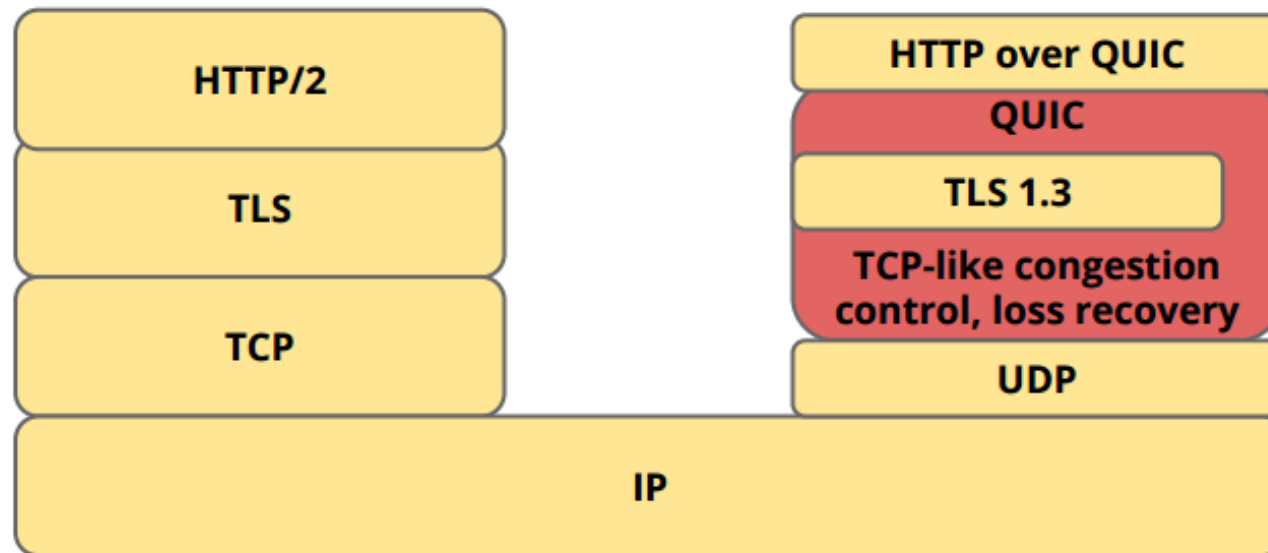 HTTP/2
TLS
TCP
HTTP over QUIC
QUIC
TLS 1.3
TCP-like congestion
control, loss recovery
UDP
IP